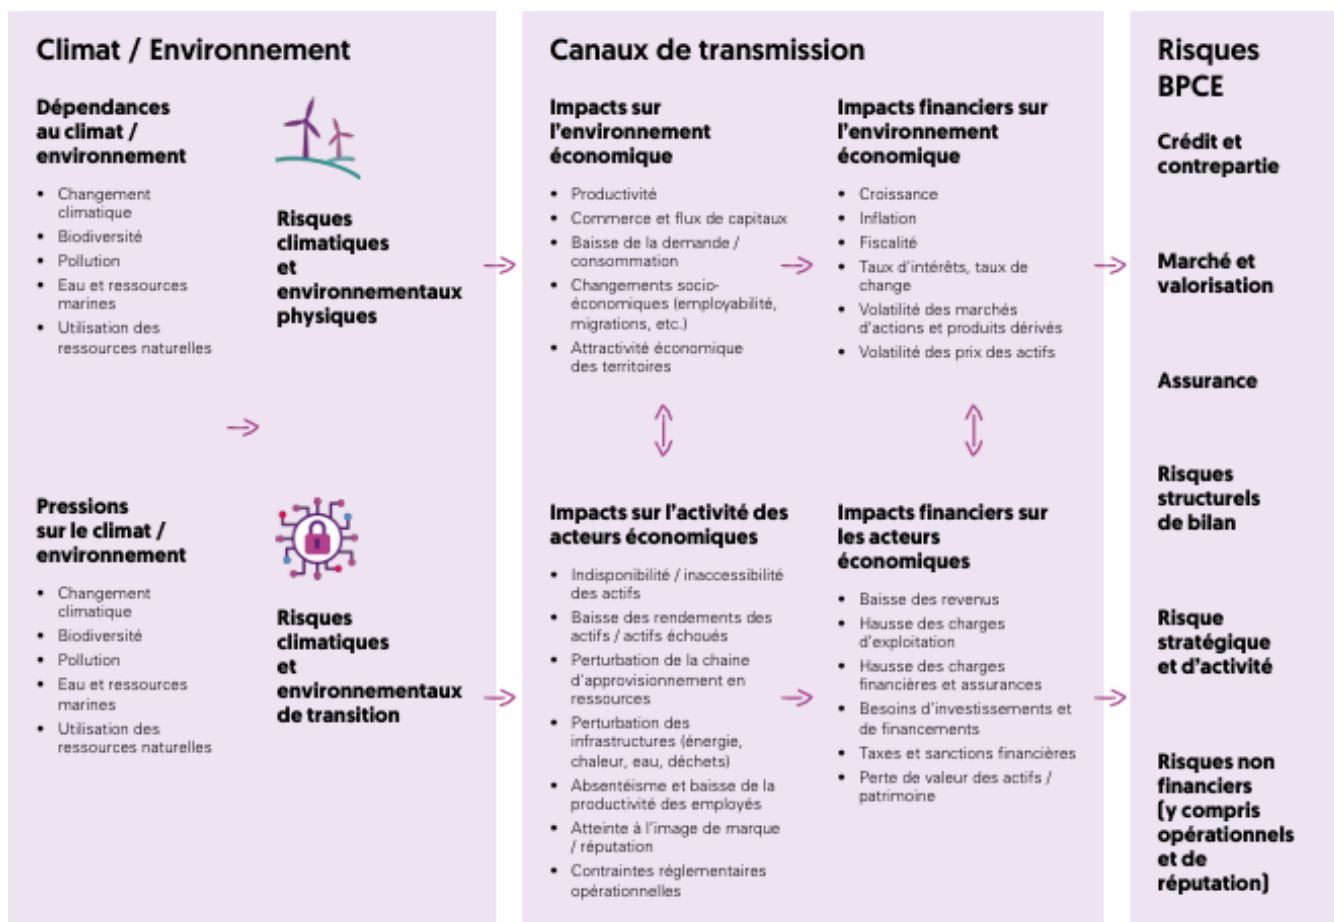 Climat / Environnement
Dépendances
au climat /
environnement
• Changement
climatique
• Biodiversité
• Pollution
• Eau et ressources
marines
• Utilisation des
ressources naturelles
Risques
climatiques
et
environnementaux
physiques
Pressions
sur le climat /
environnement
• Changement
climatique
• Biodiversité
• Pollution
• Eau et ressources
marines
• Utilisation des
ressources naturelles
Risques
climatiques
et
environnementaux
de transition
Canaux de transmission
Impacts sur
l'environnement
économique
• Productivité
• Commerce et flux de capitaux
• Baisse de la demande /
consommation
• Changements socio-
économiques (employabilité,
migrations, etc.)
• Attractivité économique
des territoires
Impacts financiers sur
l'environnement
économique
• Croissance
• Inflation
• Fiscalité
• Taux d'intérêts, taux de
change
• Volatilité des marchés
d'actions et produits dérivés
• Volatilité des prix des actifs
Impacts sur l'activité des
acteurs économiques
• Indisponibilité / inaccessibilité
des actifs
• Baisse des rendements des
actifs / actifs échoués
• Perturbation de la chaine
d'approvisionnement en
ressources
• Perturbation des
infrastructures (énergie,
chaleur, eau, déchets)
• Absentéisme et baisse de la
productivité des employés
• Atteinte à l'image de marque
/ réputation
• Contraintes réglementaires
opérationnelles
Impacts financiers sur
les acteurs
économiques
• Baisse des revenus
• Hausse des charges
d'exploitation
• Hausse des charges
financières et assurances
• Besoins d'investissements et
de financements
• Taxes et sanctions financières
• Perte de valeur des actifs /
patrimoine
Risques
BPCE
Crédit et
contrepartie
Marché et
valorisation
Assurance
Risques
structurels
de bilan
Risque
stratégique
et d'activité
Risques non
financiers
(y compris
opérationnels
et de
réputation)